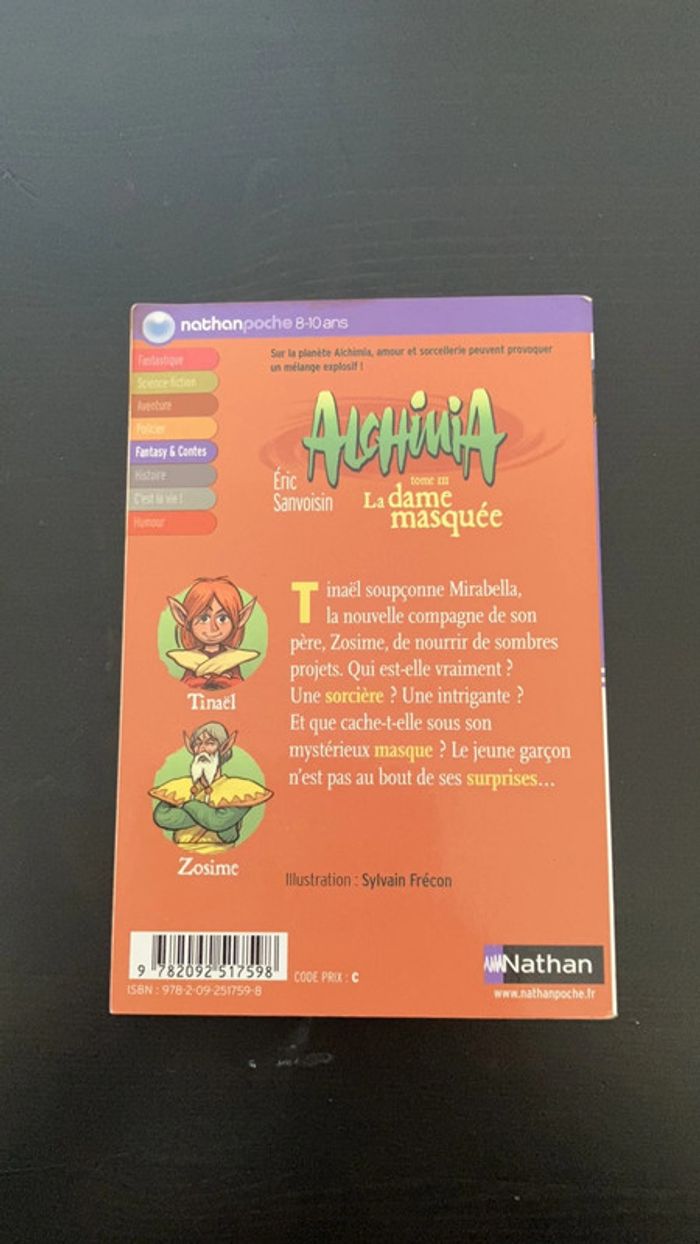 nathanpoche 8-10 ans
Fantastique
Science-fiction
Aventure
Policier
Fantasy & Contes
Histoire
C'est la vie !
Humour
Sur la planète Alchimia, amour et sorcellerie peuvent provoquer
un mélange explosif !
ALCHIMIA
Éric
Sanvoisin
tome III
La dame
masquée
Tinaël soupçonne Mirabella,
la nouvelle compagne de son
père, Zosime, de nourrir de sombres
projets. Qui est-elle vraiment ?
Une sorcière ? Une intrigante ?
Et que cache-t-elle sous son
mystérieux masque ? Le jeune garçon
n'est pas au bout de ses surprises...
Tinaël
Zosime
Illustration : Sylvain Frécon
9 782092 517598
ISBN : 978-2-09-251759-8
CODE PRIX : C
Nathan
www.nathanpoche.fr